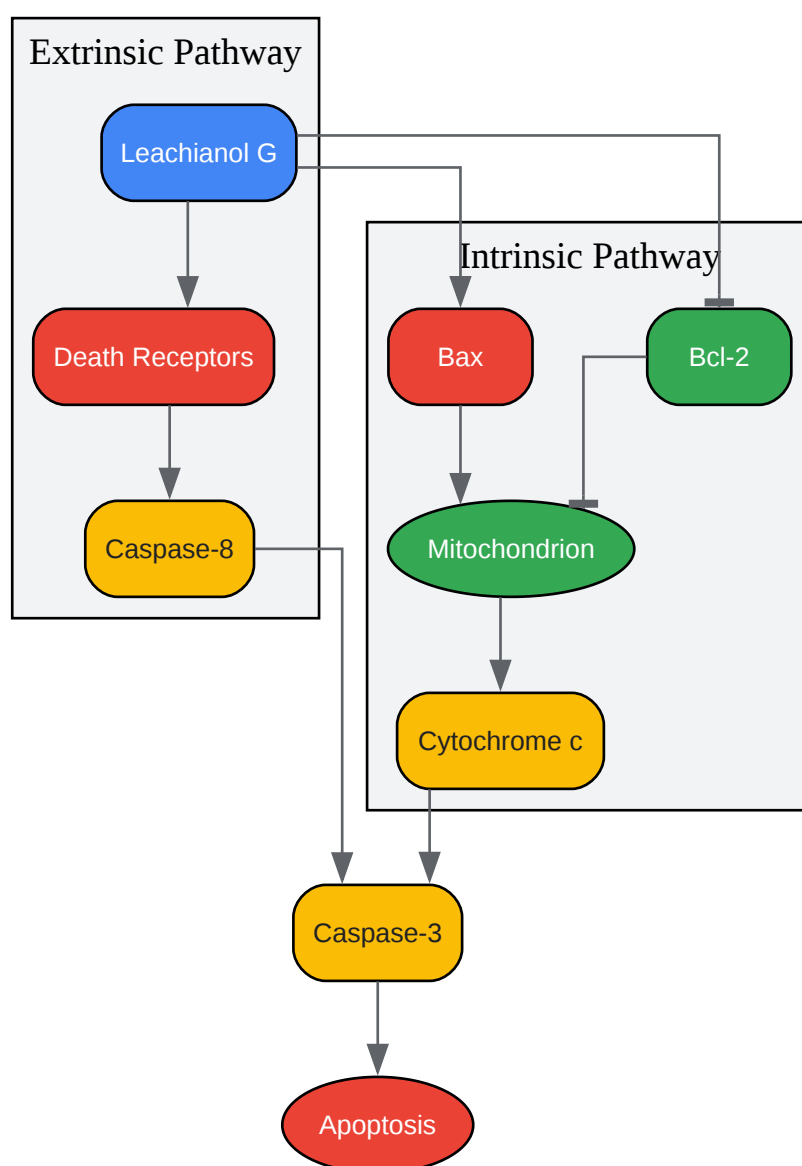 Extrinsic Pathway
Leachianol G
Intrinsic Pathway
Death Receptors
Bax
Bcl-2
Caspase-8
Mitochondrion
Cytochrome c
Caspase-3
Apoptosis